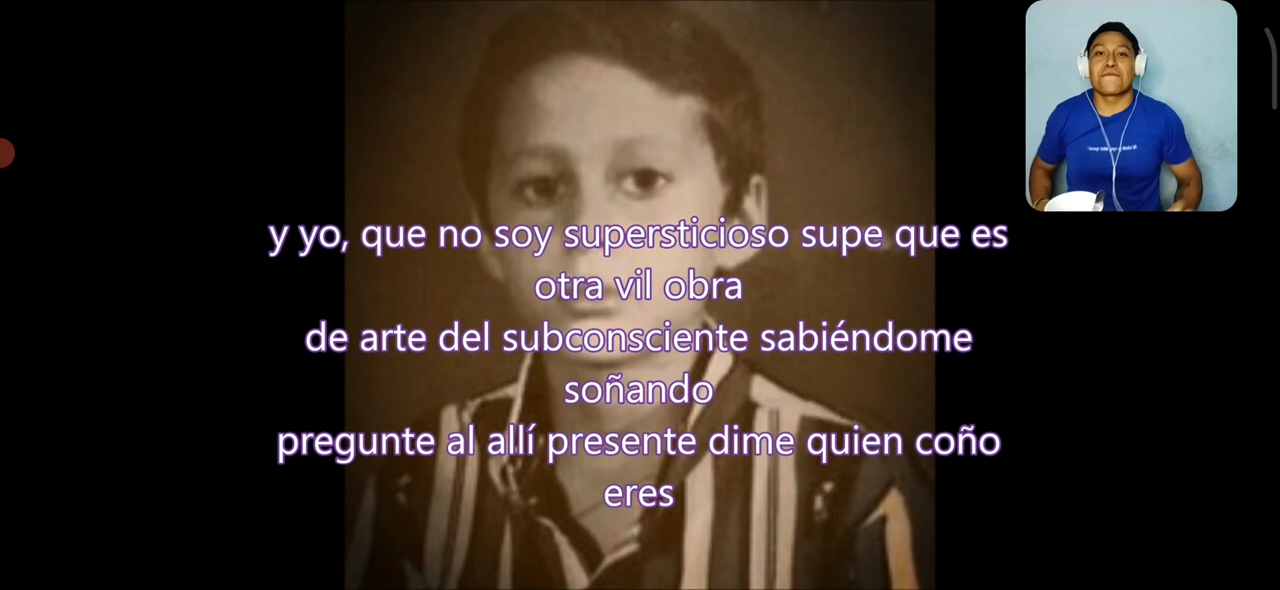 y yo, que no soy supersticioso supe que es
otra vil obra
de arte del subconsciente sabiéndome
soñando
pregunte al allí presente dime quien coño
eres